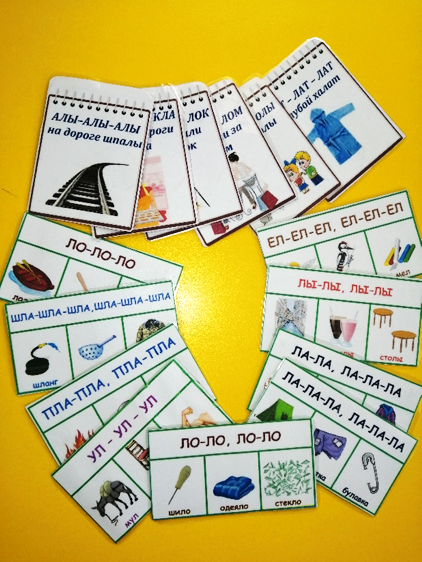 АЛЫ-АЛЫ-АЛЫ
на дороге шпалы
КЛА
ЛОК
ЛОМ
и за
- ЛАТ - ЛАТ
голубой халат
ЛО-ЛО-ЛО
ЕЛ-ЕЛ-ЕЛ, ЕЛ-ЕЛ-ЕЛ
мел
ШЛА-ШЛА-ШЛА,ШЛА-ШЛА-ШЛА
шланг
ЛЫ-ЛЫ, ЛЫ-ЛЫ
столы
ПЛА-ПЛА, ПЛА-ПЛА
ЛА-ЛА, ЛА-ЛА-ЛА
УЛ - УЛ - УЛ
мул
ЛА-ЛА-ЛА, ЛА-ЛА-ЛА
булавка
ЛО-ЛО, ЛО-ЛО
шило
одеяло
стекло